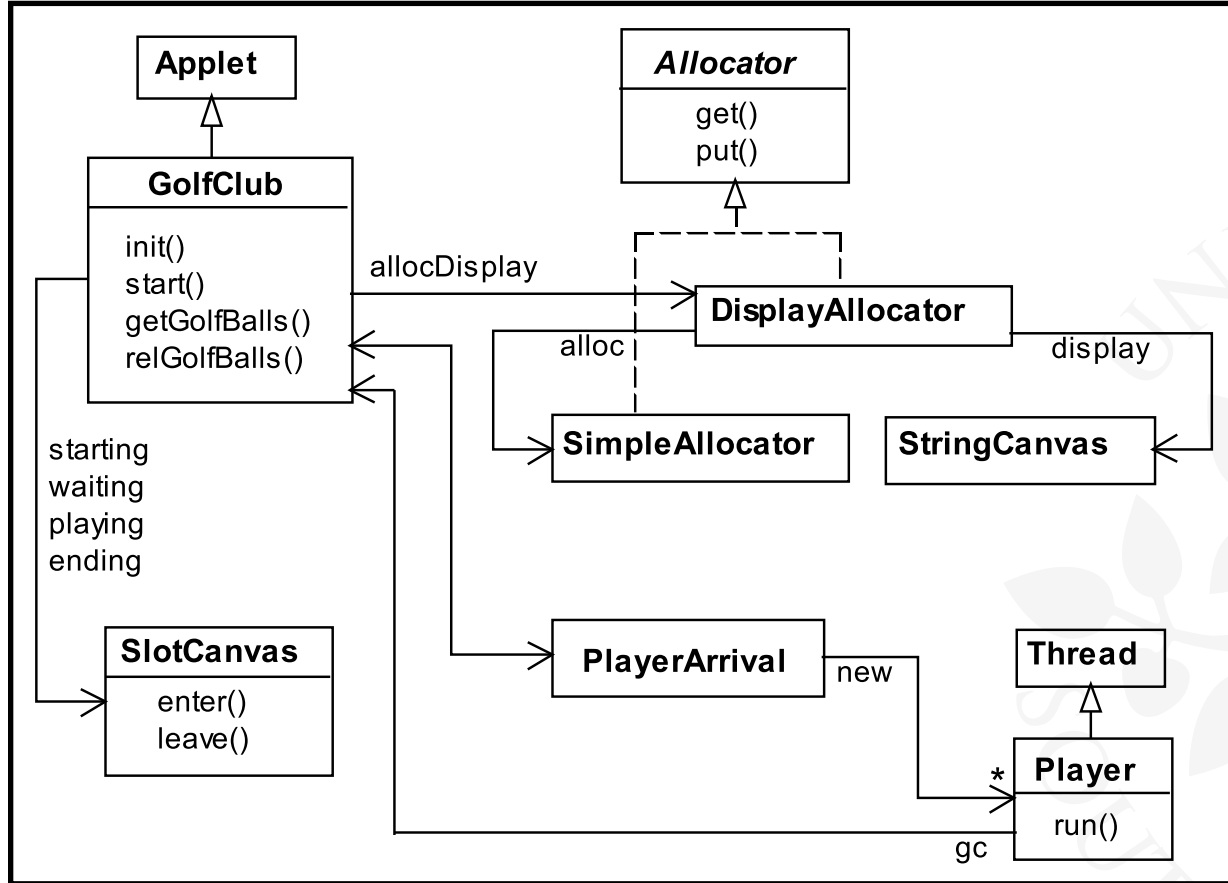 Applet
GolfClub
init()
start()
getGolfBalls()
relGolfBalls()
Allocator
get()
put()
allocDisplay
DisplayAllocator
alloc
display
SimpleAllocator
StringCanvas
starting
waiting
playing
ending
SlotCanvas
enter()
leave()
PlayerArrival
new
Thread
*
Player
run()
gc